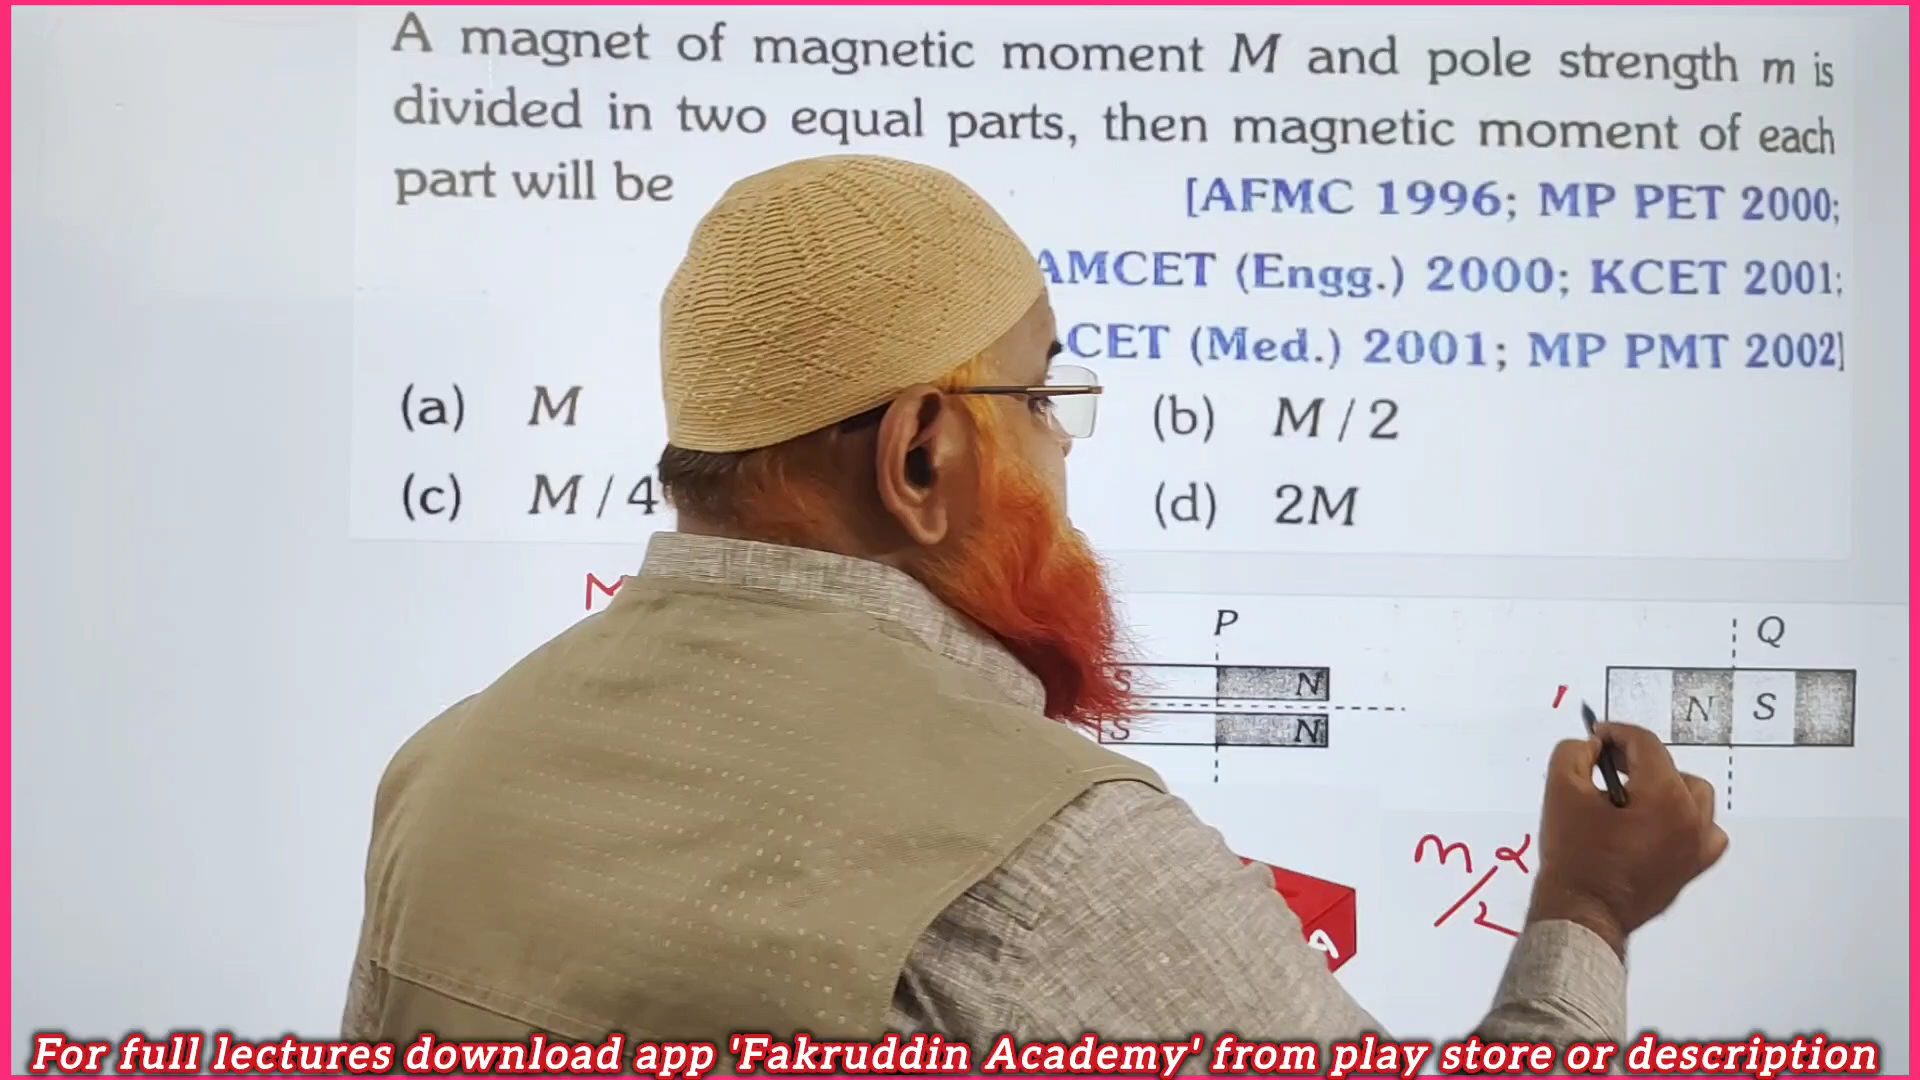 A magnet of magnetic moment M and pole strength m is
divided in two equal parts, then magnetic moment of each
part will be
[AFMC 1996; MP PET 2000;
AMCET (Engg.) 2000; KCET 2001;
CET (Med.) 2001; MP PMT 2002]
(a) M
(b) M / 2
(c) M / 4
(d) 2M
M
P
Q
S N
S N
N S
m
2
For full lectures download app 'Fakruddin Academy' from play store or description